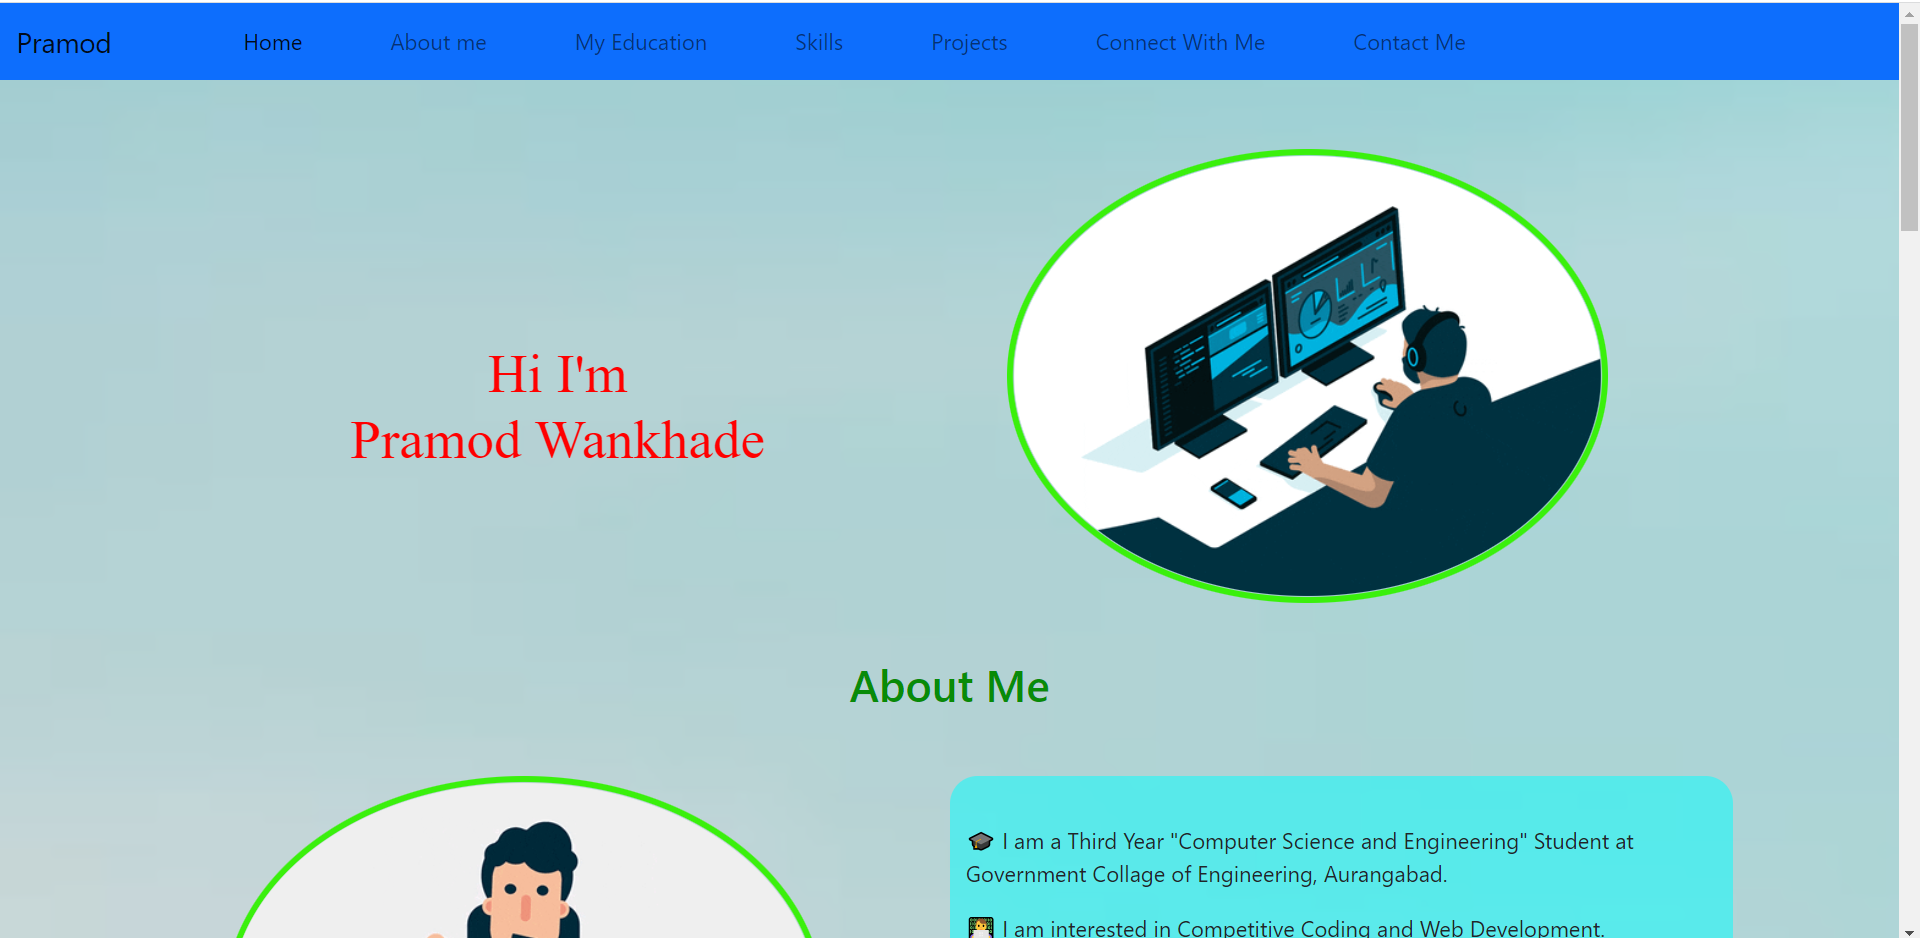 Pramod Home About me My Education Skills Projects Connect With Me Contact Me
Hi I'm
Pramod Wankhade
About Me
🎓 I am a Third Year "Computer Science and Engineering" Student at
Government Collage of Engineering, Aurangabad.
👨‍💻 I am interested in Competitive Coding and Web Development.